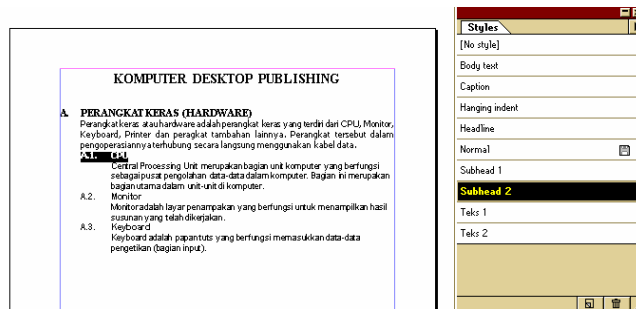 KOMPUTER DESKTOP PUBLISHING
A. PERANGKAT KERAS (HARDWARE)
Perangkat keras atau hardware adalah perangkat keras yang terdiri dari CPU, Monitor,
Keyboard, Printer dan peragkat tambahan lainnya. Perangkat tersebut dalam
pengoperasiannya terhubung secara langsung menggunakan kabel data.
A.1. CPU
Central Processing Unit merupakan bagian unit komputer yang berfungsi
sebagai pusat pengolahan data-data dalam komputer. Bagian ini merupakan
bagian utama dalam unit-unit di komputer.
A.2. Monitor
Monitor adalah layar penampakan yang berfungsi untuk menampilkan hasil
susunan yang telah dikerjakan.
A.3. Keyboard
Keyboard adalah papan tuts yang berfungsi memasukkan data-data
pengetikan (bagian input).
Styles
[No style]
Body text
Caption
Hanging indent
Headline
Normal
Subhead 1
Subhead 2
Teks 1
Teks 2